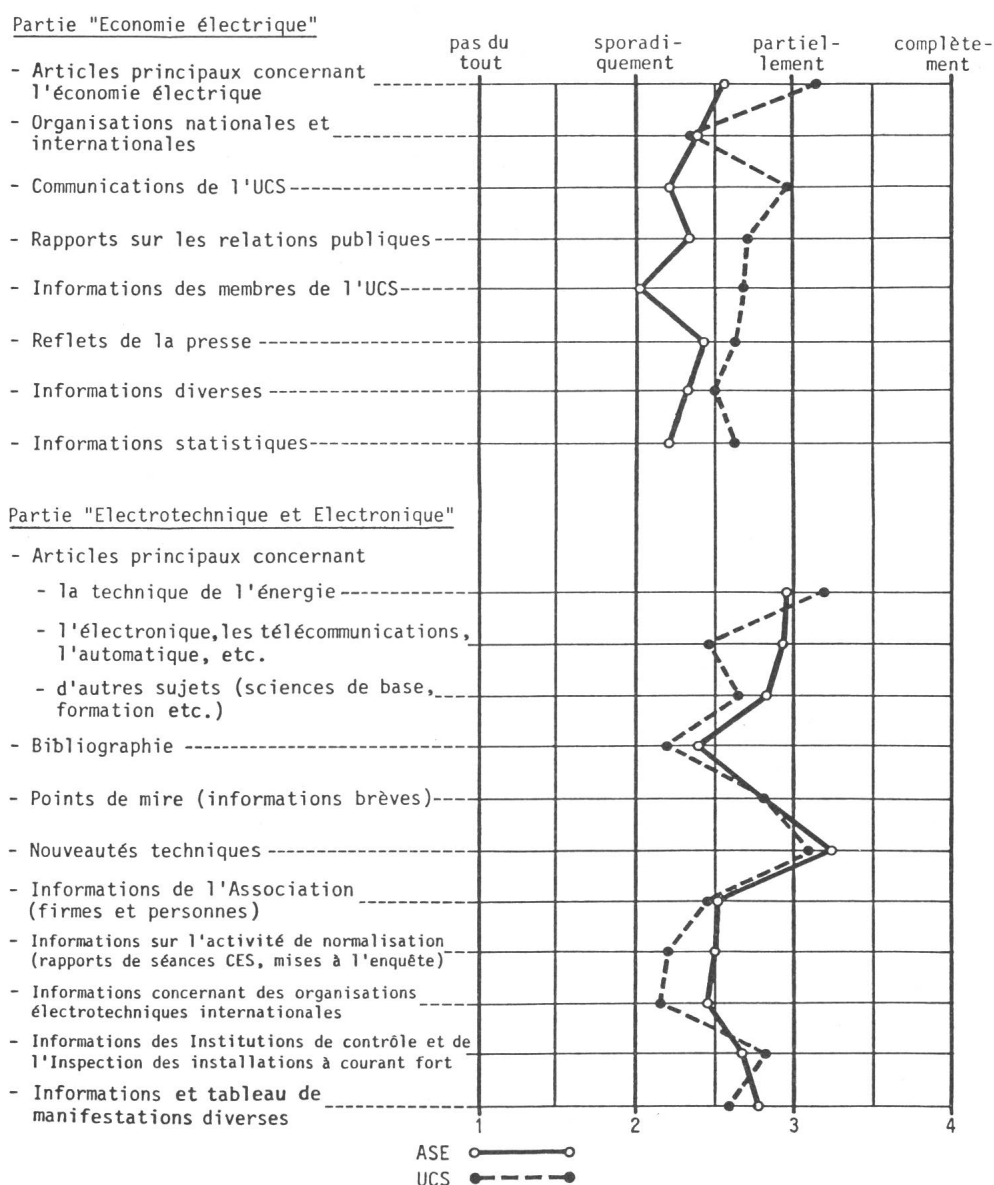 Partie "Economie électrique"
pas du tout
sporadi-quement
partiel-lement
complète-ment
- Articles principaux concernant
l'économie électrique
- Organisations nationales et
internationales
- Communications de l'UCS
- Rapports sur les relations publiques
- Informations des membres de l'UCS
- Reflets de la presse
- Informations diverses
- Informations statistiques
Partie "Electrotechnique et Electronique"
- Articles principaux concernant
- la technique de l'énergie
- l'électronique, les télécommunications,
l'automatique, etc.
- d'autres sujets (sciences de base,
formation etc.)
- Bibliographie
- Points de mire (informations brèves)
- Nouveautés techniques
- Informations de l'Association
(firmes et personnes)
- Informations sur l'activité de normalisation
(rapports de séances CES, mises à l'enquête)
- Informations concernant des organisations
électrotechniques internationales
- Informations des Institutions de contrôle et de
l'Inspection des installations à courant fort
- Informations et tableau de
manifestations diverses
1 2 3 4
ASE
UCS